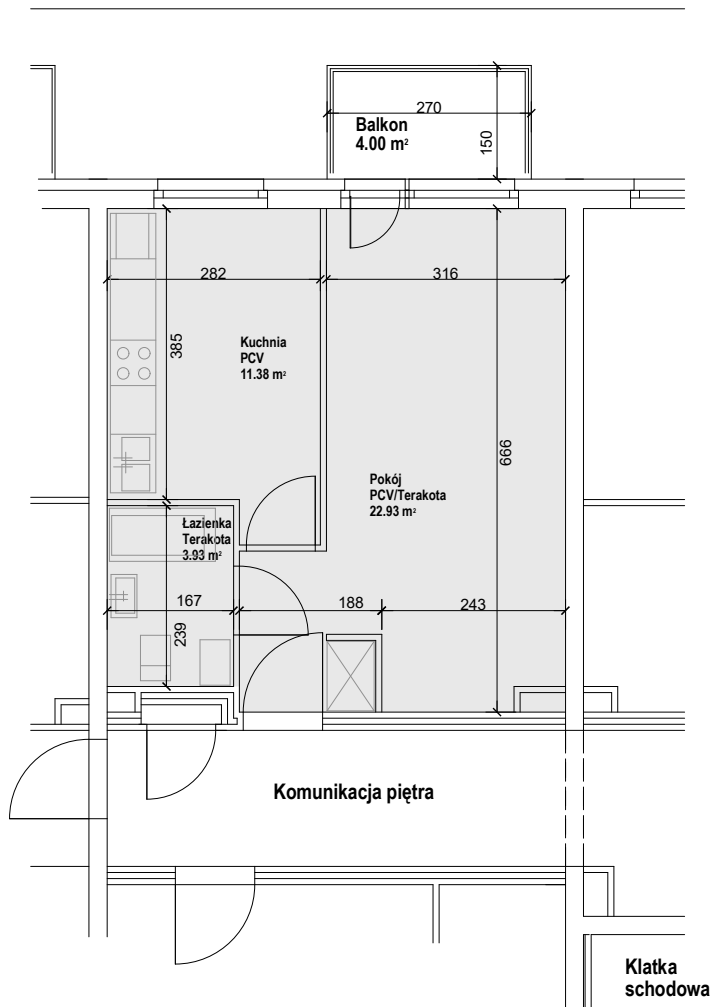 270
Balkon
4.00 m²
150
282
316
385
Kuchnia
PCV
11.38 m²
666
Pokój
PCV/Terakota
22.93 m²
Łazienka
Terakota
3.93 m²
167
188
243
239
Komunikacja piętra
Klatka
schodowa